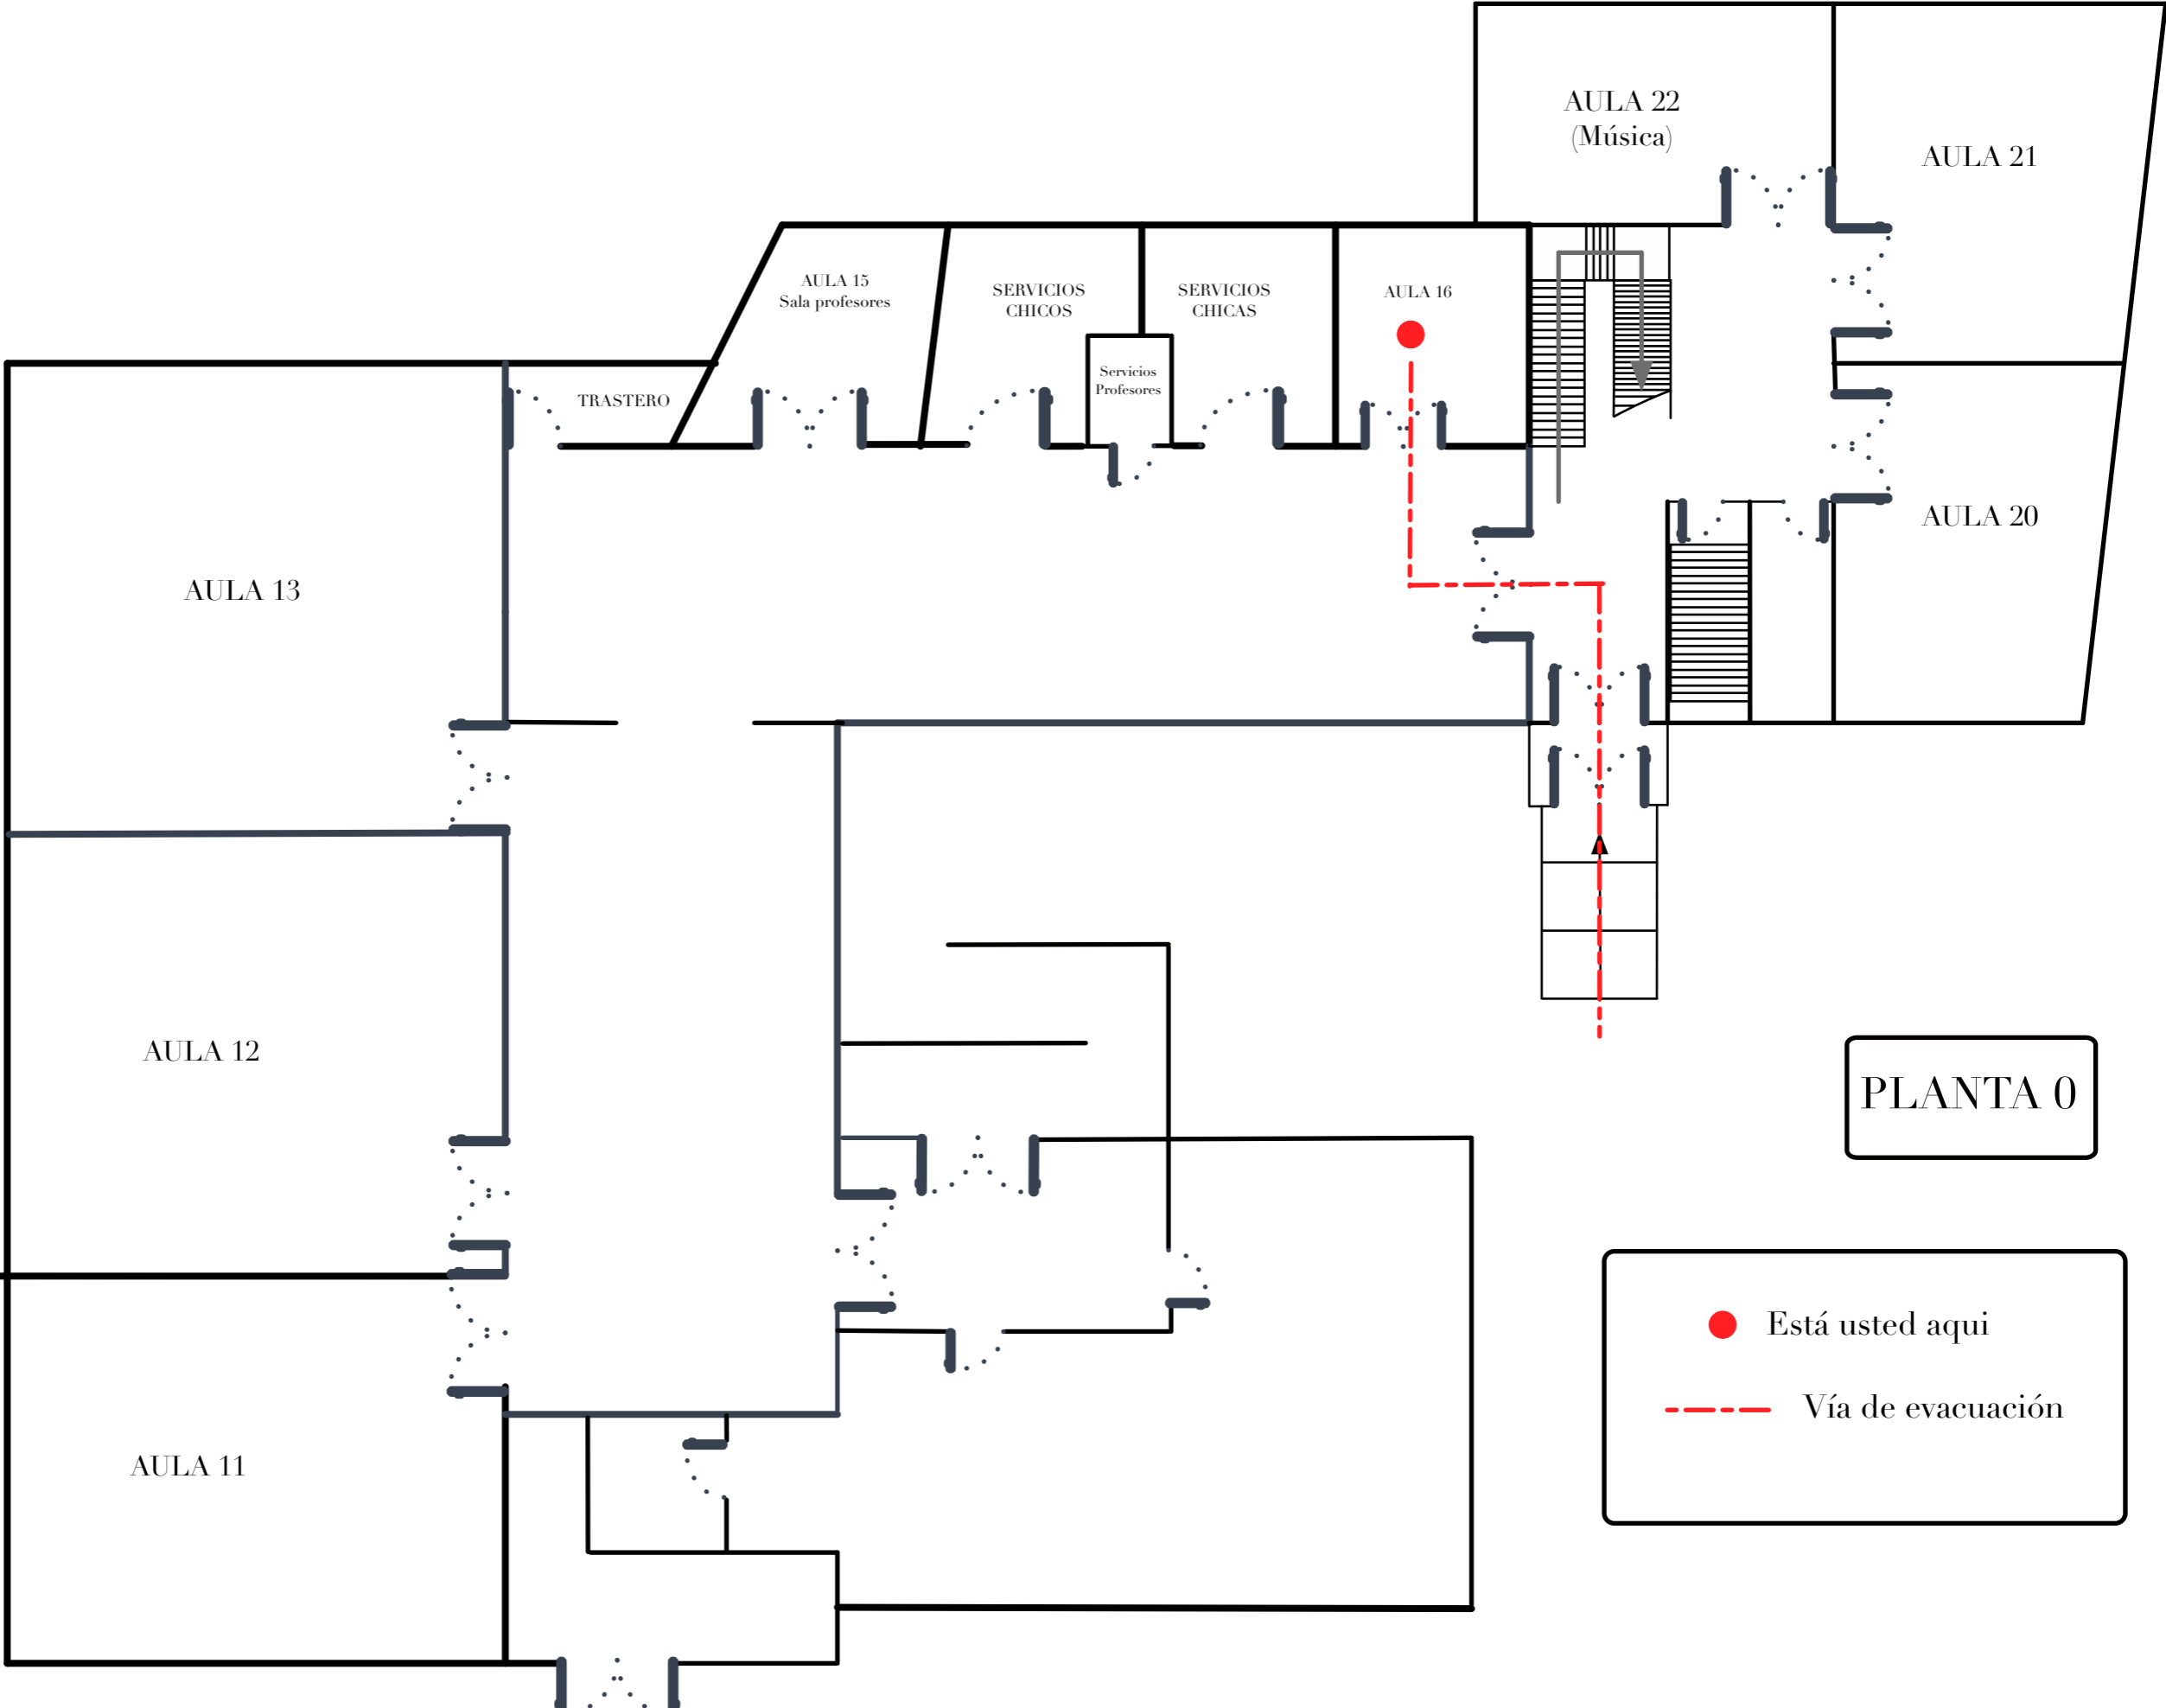 AULA 22
(Música)
AULA 21
AULA 15
Sala profesores
SERVICIOS
CHICOS
SERVICIOS
CHICAS
AULA 16
Servicios
Profesores
TRASTERO
AULA 20
AULA 13
AULA 12
PLANTA 0
Está usted aqui
Vía de evacuación
AULA 11